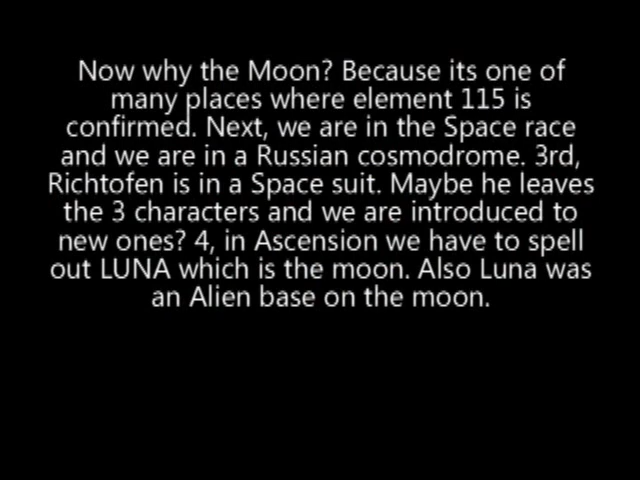 Now why the Moon? Because its one of
many places where element 115 is
confirmed. Next, we are in the Space race
and we are in a Russian cosmodrome. 3rd,
Richtofen is in a Space suit. Maybe he leaves
the 3 characters and we are introduced to
new ones? 4, in Ascension we have to spell
out LUNA which is the moon. Also Luna was
an Alien base on the moon.